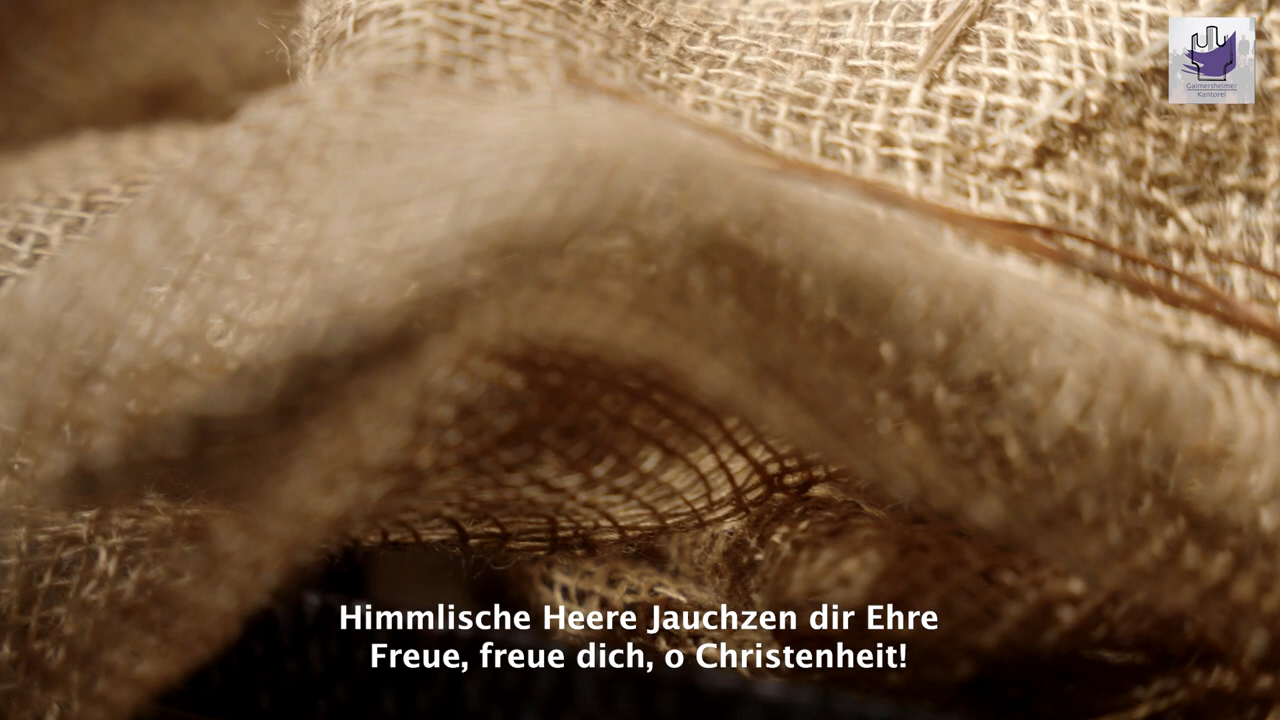 Gaimersheimer
Kantorei
Himmlische Heere Jauchzen dir Ehre
Freue, freue dich, o Christenheit!